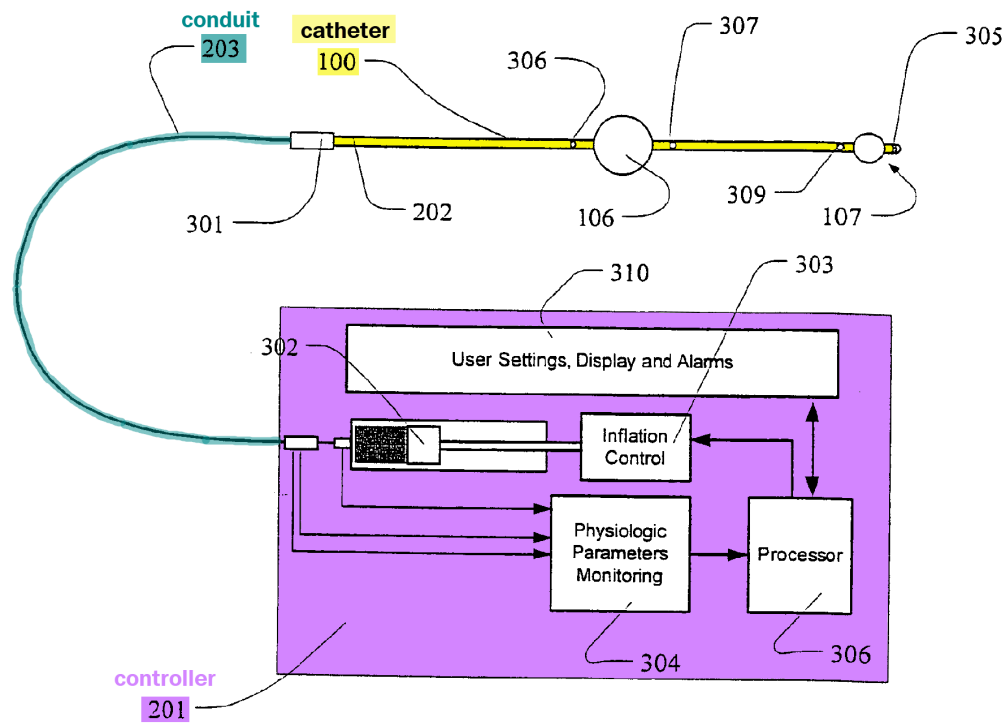 conduit
203
catheter
100
306
307
305
301
202
106
309
107
310
303
302
User Settings, Display and Alarms
Inflation
Control
Physiologic
Parameters
Monitoring
Processor
304
306
controller
201